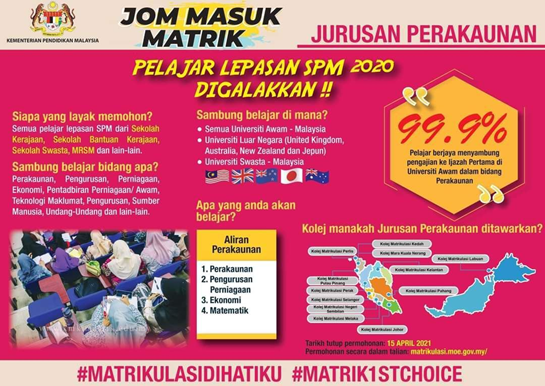 KEMENTERIAN PENDIDIKAN MALAYSIA
JOM MASUK
MATRIK
JURUSAN PERAKAUNAN
PELAJAR LEPASAN SPM 2020
DIGALAKKAN !!
Siapa yang layak memohon?
Semua pelajar lepasan SPM dari Sekolah
Kerajaan, Sekolah Bantuan Kerajaan,
Sekolah Swasta, MRSM dan lain-lain.
Sambung belajar bidang apa?
Perakaunan, Pengurusan, Perniagaan,
Ekonomi, Pentadbiran Perniagaan/ Awam,
Teknologi Maklumat, Pengurusan, Sumber
Manusia, Undang-Undang dan lain-lain.
Sambung belajar di mana?
• Semua Universiti Awam - Malaysia
• Universiti Luar Negara (United Kingdom,
Australia, New Zealand dan Jepun)
• Universiti Swasta - Malaysia
Apa yang anda akan
belajar?
Aliran
Perakaunan
1. Perakaunan
2. Pengurusan
Perniagaan
3. Ekonomi
4. Matematik
99.9%
Pelajar berjaya menyambung
pengajian ke Ijazah Pertama di
Universiti Awam dalam bidang
Perakaunan
Kolej manakah Jurusan Perakaunan ditawarkan?
Kolej Matrikulasi Kedah
Kolej Matrikulasi Perlis
Kolej Mara Kuala Nerang
Kolej Matrikulasi Labuan
Kolej Matrikulasi Kelantan
Kolej Matrikulasi
Pulau Pinang
Kolej Matrikulasi Perak
Kolej Matrikulasi Pahang
Kolej Matrikulasi Selangor
Kolej Matrikulasi Negeri
Sembilan
Kolej Matrikulasi Melaka
Kolej Matrikulasi Johor
Tarikh tutup permohonan: 15 APRIL 2021
Permohonan secara dalam talian: matrikulasi.moe.gov.my/
#MATRIKULASIDIHATIKU #MATRIK1STCHOICE